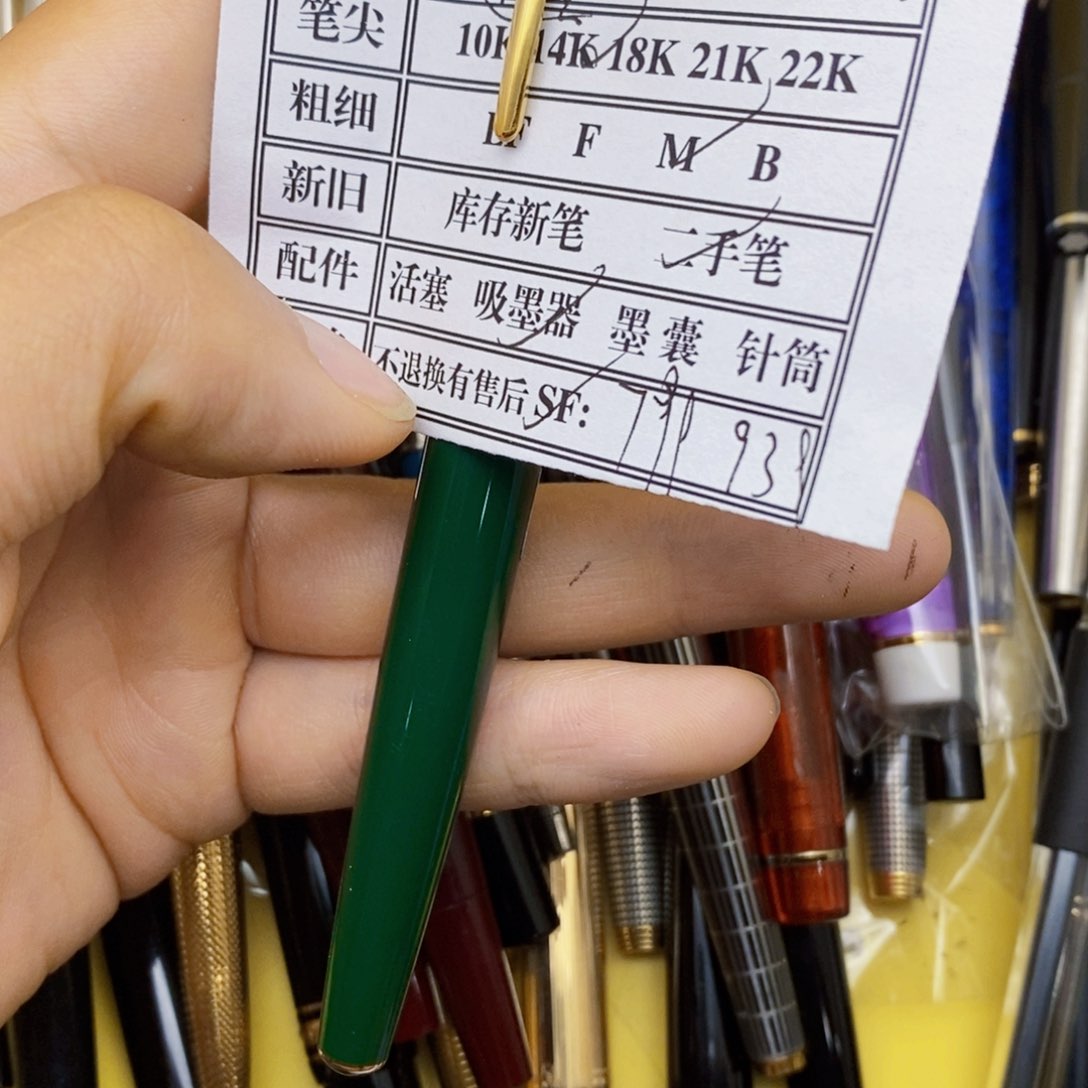 笔尖 10K 14K 18K 21K 22K
粗细 EF F M B
新旧 库存新笔 二手笔
配件 活塞 吸墨器 墨囊 针筒
不退换有售后 SF: 938